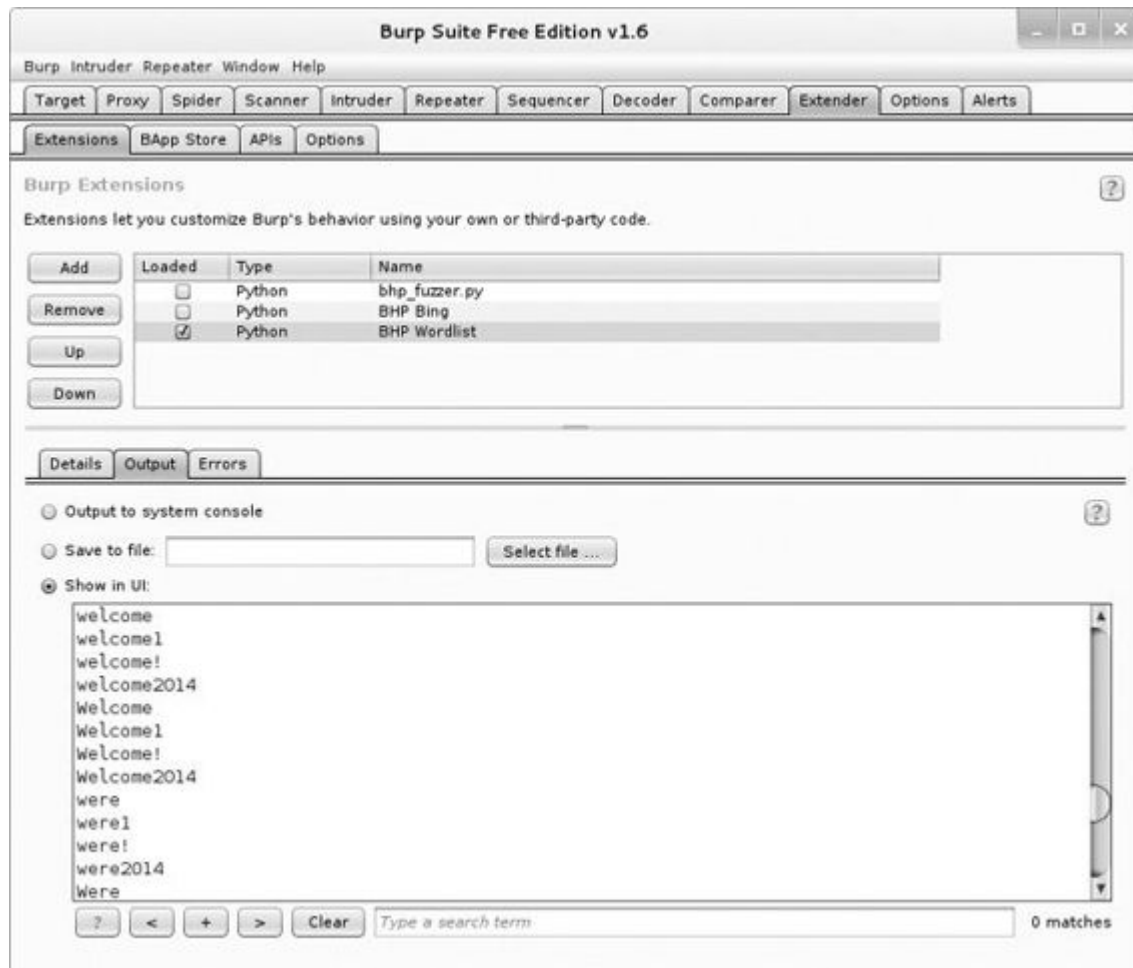 Burp Suite Free Edition v1.6
Burp Intruder Repeater Window Help
Target Proxy Spider Scanner Intruder Repeater Sequencer Decoder Comparer Extender Options Alerts
Extensions BApp Store APIs Options
Burp Extensions
?
Extensions let you customize Burp's behavior using your own or third-party code.
Add Loaded Type Name
Python bhp_fuzzer.py
Remove Python BHP Bing
Python BHP Wordlist
Up
Down
Details Output Errors
Output to system console
?
Save to file: Select file ...
Show in UI:
welcome
welcome1
welcome!
welcome2014
Welcome
Welcome1
Welcome!
Welcome2014
were
were1
were!
were2014
Were
? < + > Clear Type a search term 0 matches